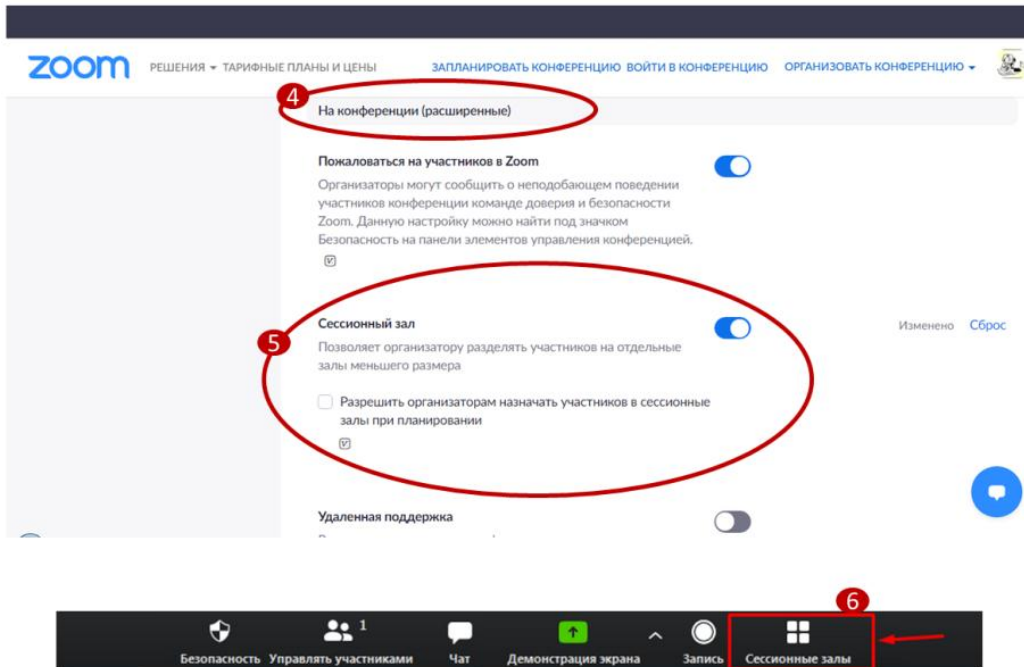 zoom РЕШЕНИЯ ТАРИФНЫЕ ПЛАНЫ И ЦЕНЫ ЗАПЛАНИРОВАТЬ КОНФЕРЕНЦИЮ ВОЙТИ В КОНФЕРЕНЦИЮ ОРГАНИЗОВАТЬ КОНФЕРЕНЦИЮ
4
На конференции (расширенные)
Пожаловаться на участников в Zoom
Организаторы могут сообщить о неподобающем поведении
участников конференции команде доверия и безопасности
Zoom. Данную настройку можно найти под значком
Безопасность на панели элементов управления конференцией.
5
Сессионный зал
Изменено Сброс
Позволяет организатору разделять участников на отдельные
залы меньшего размера
Разрешить организаторам назначать участников в сессионные
залы при планировании
Удаленная поддержка
6
1
Безопасность Управлять участниками Чат Демонстрация экрана Запись Сессионные залы